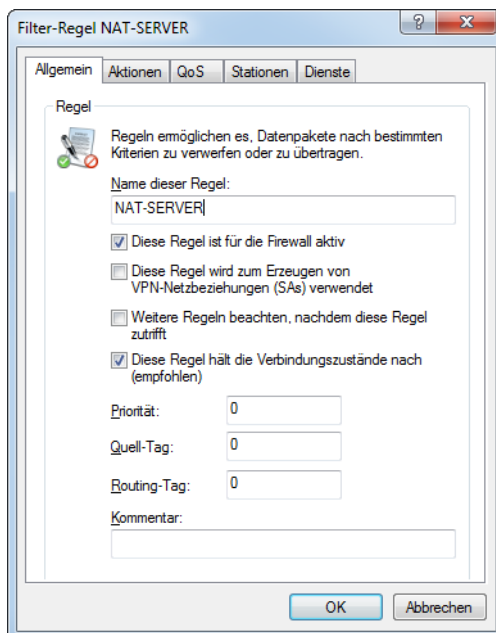 Filter-Regel NAT-SERVER
Allgemein Aktionen QoS Stationen Dienste
Regel
Regeln ermöglichen es, Datenpakete nach bestimmten
Kriterien zu verwerfen oder zu übertragen.
Name dieser Regel:
NAT-SERVER
Diese Regel ist für die Firewall aktiv
Diese Regel wird zum Erzeugen von
VPN-Netzbeziehungen (SAs) verwendet
Weitere Regeln beachten, nachdem diese Regel
zutrifft
Diese Regel hält die Verbindungszustände nach
(empfohlen)
Priorität: 0
Quell-Tag: 0
Routing-Tag: 0
Kommentar:
OK Abbrechen